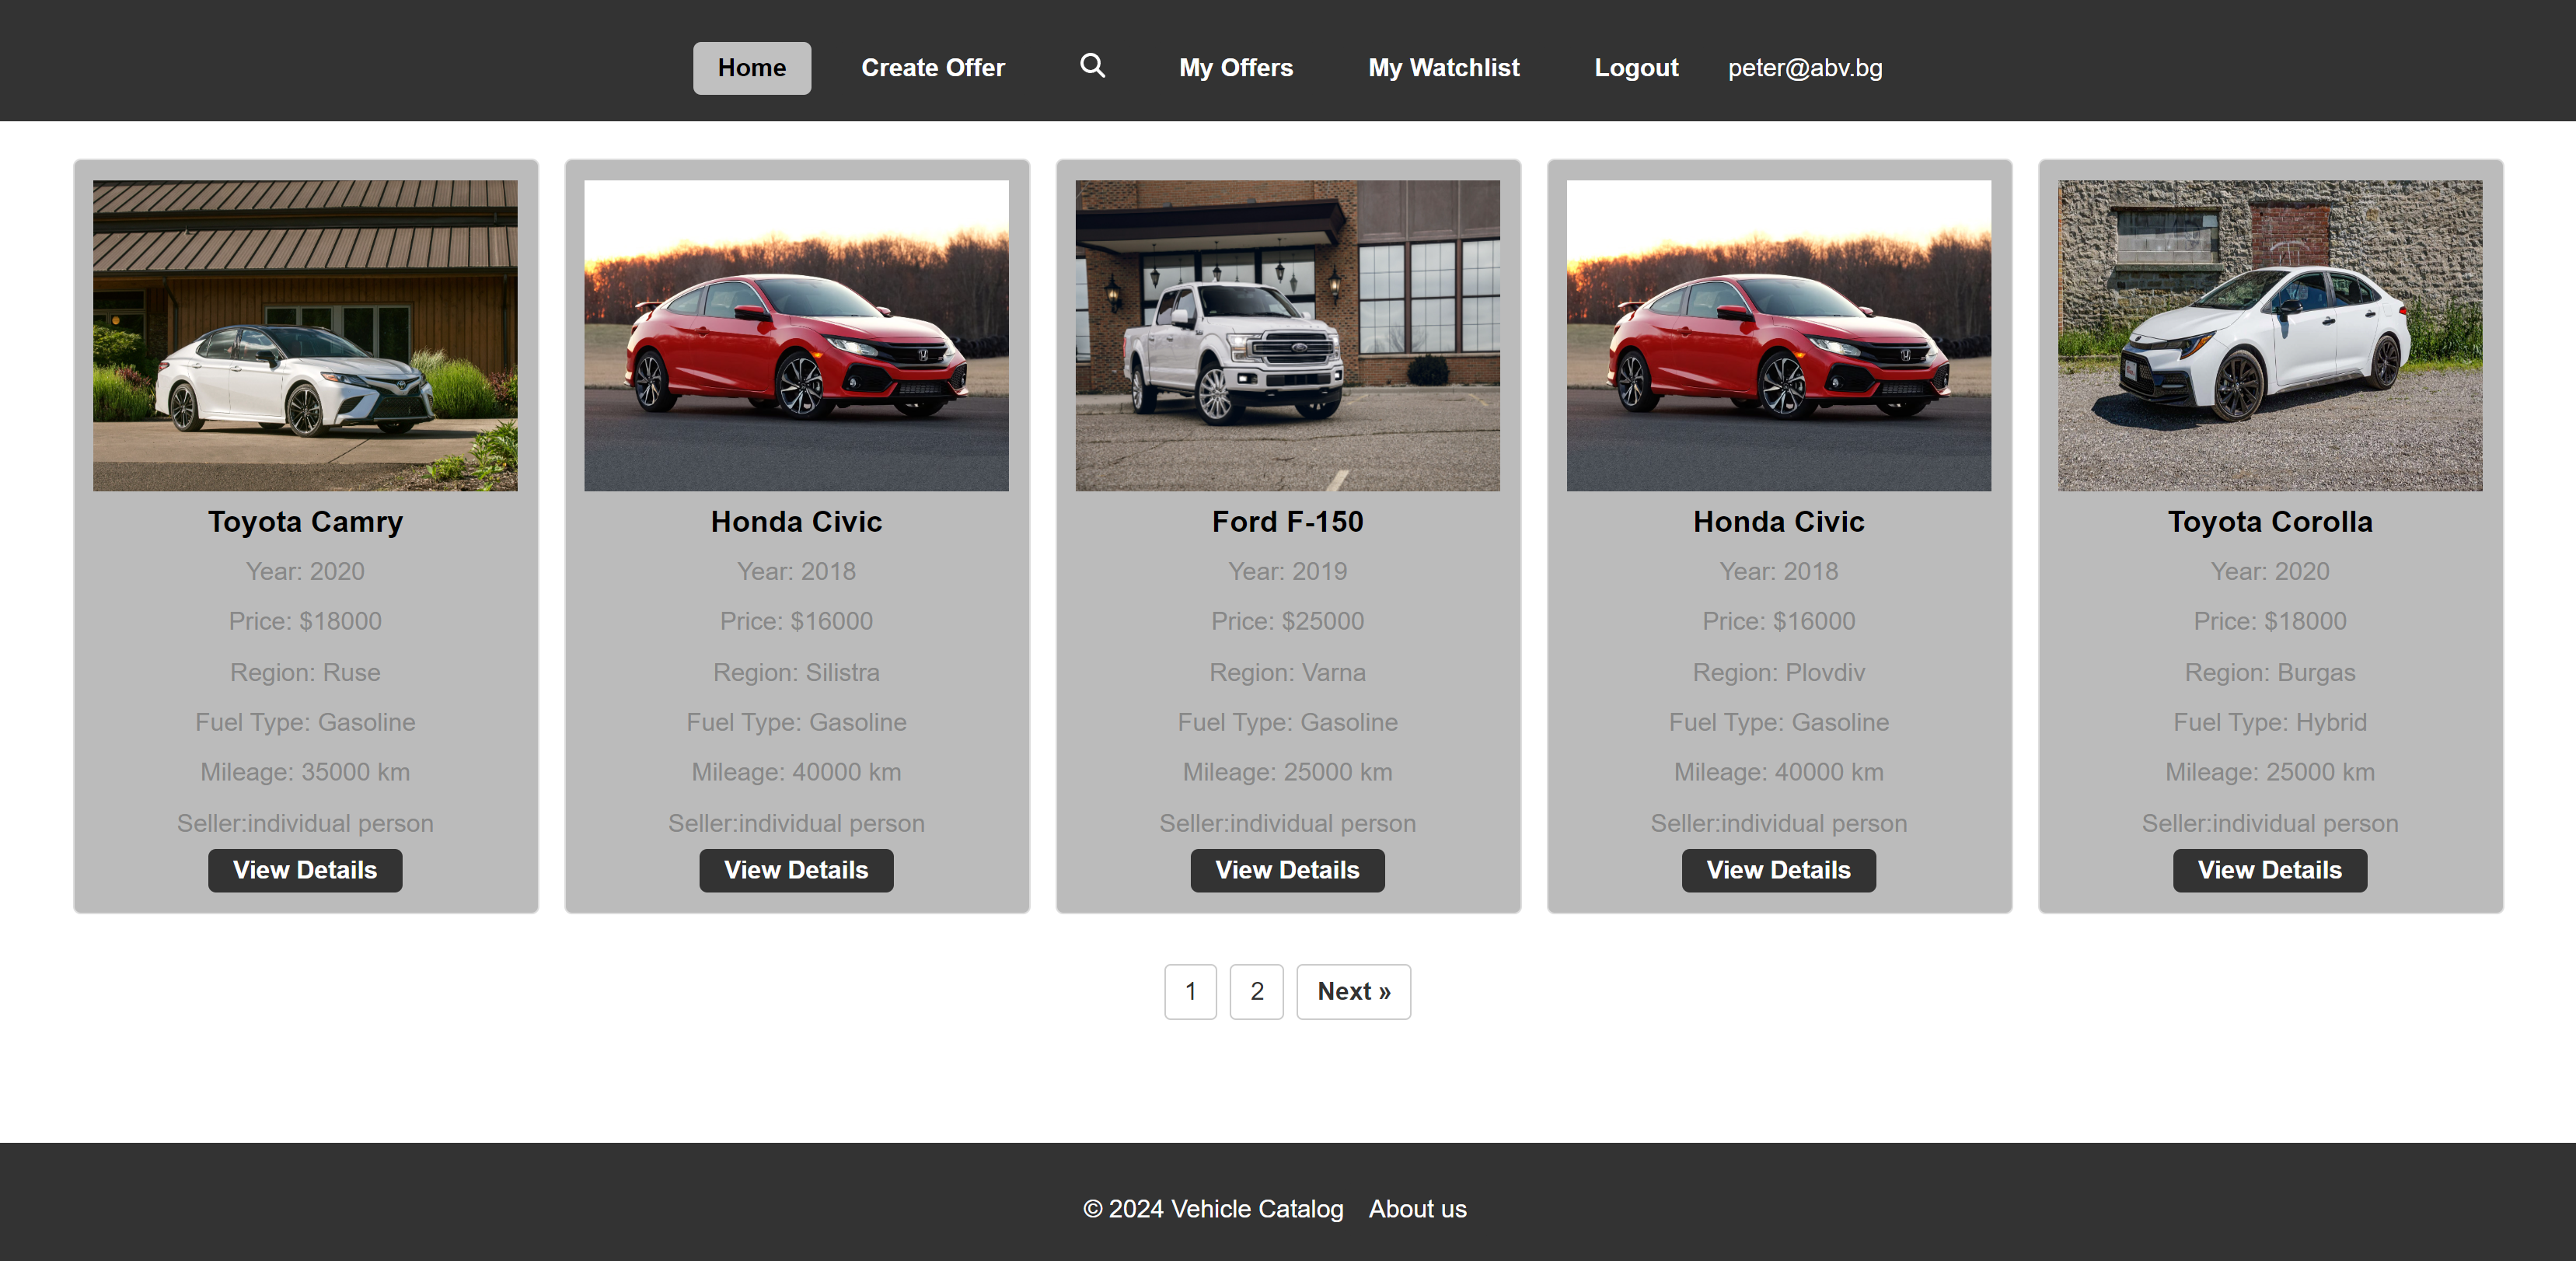 Home Create Offer My Offers My Watchlist Logout peter@abv.bg
Toyota Camry
Year: 2020
Price: $18000
Region: Ruse
Fuel Type: Gasoline
Mileage: 35000 km
Seller:individual person
View Details
Honda Civic
Year: 2018
Price: $16000
Region: Silistra
Fuel Type: Gasoline
Mileage: 40000 km
Seller:individual person
View Details
Ford F-150
Year: 2019
Price: $25000
Region: Varna
Fuel Type: Gasoline
Mileage: 25000 km
Seller:individual person
View Details
Honda Civic
Year: 2018
Price: $16000
Region: Plovdiv
Fuel Type: Gasoline
Mileage: 40000 km
Seller:individual person
View Details
Toyota Corolla
Year: 2020
Price: $18000
Region: Burgas
Fuel Type: Hybrid
Mileage: 25000 km
Seller:individual person
View Details
1 2 Next »
© 2024 Vehicle Catalog About us